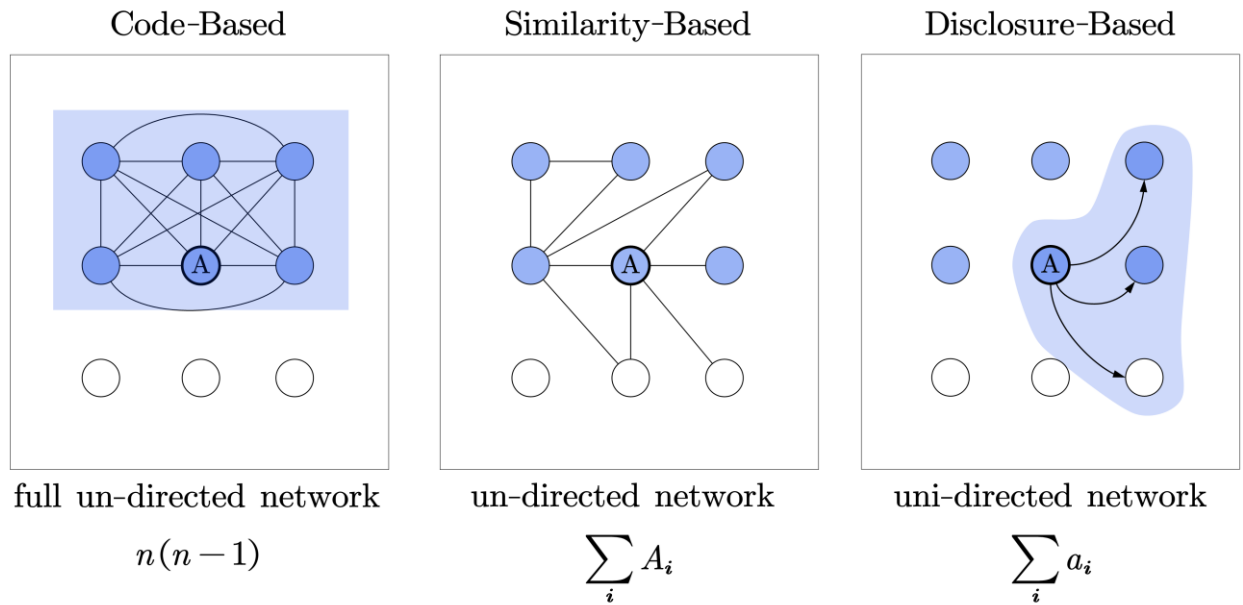 Code-Based
Similarity-Based
Disclosure-Based
A
A
A
full un-directed network
un-directed network
uni-directed network
n(n − 1)
∑ᵢ Aᵢ
∑ᵢ aᵢ